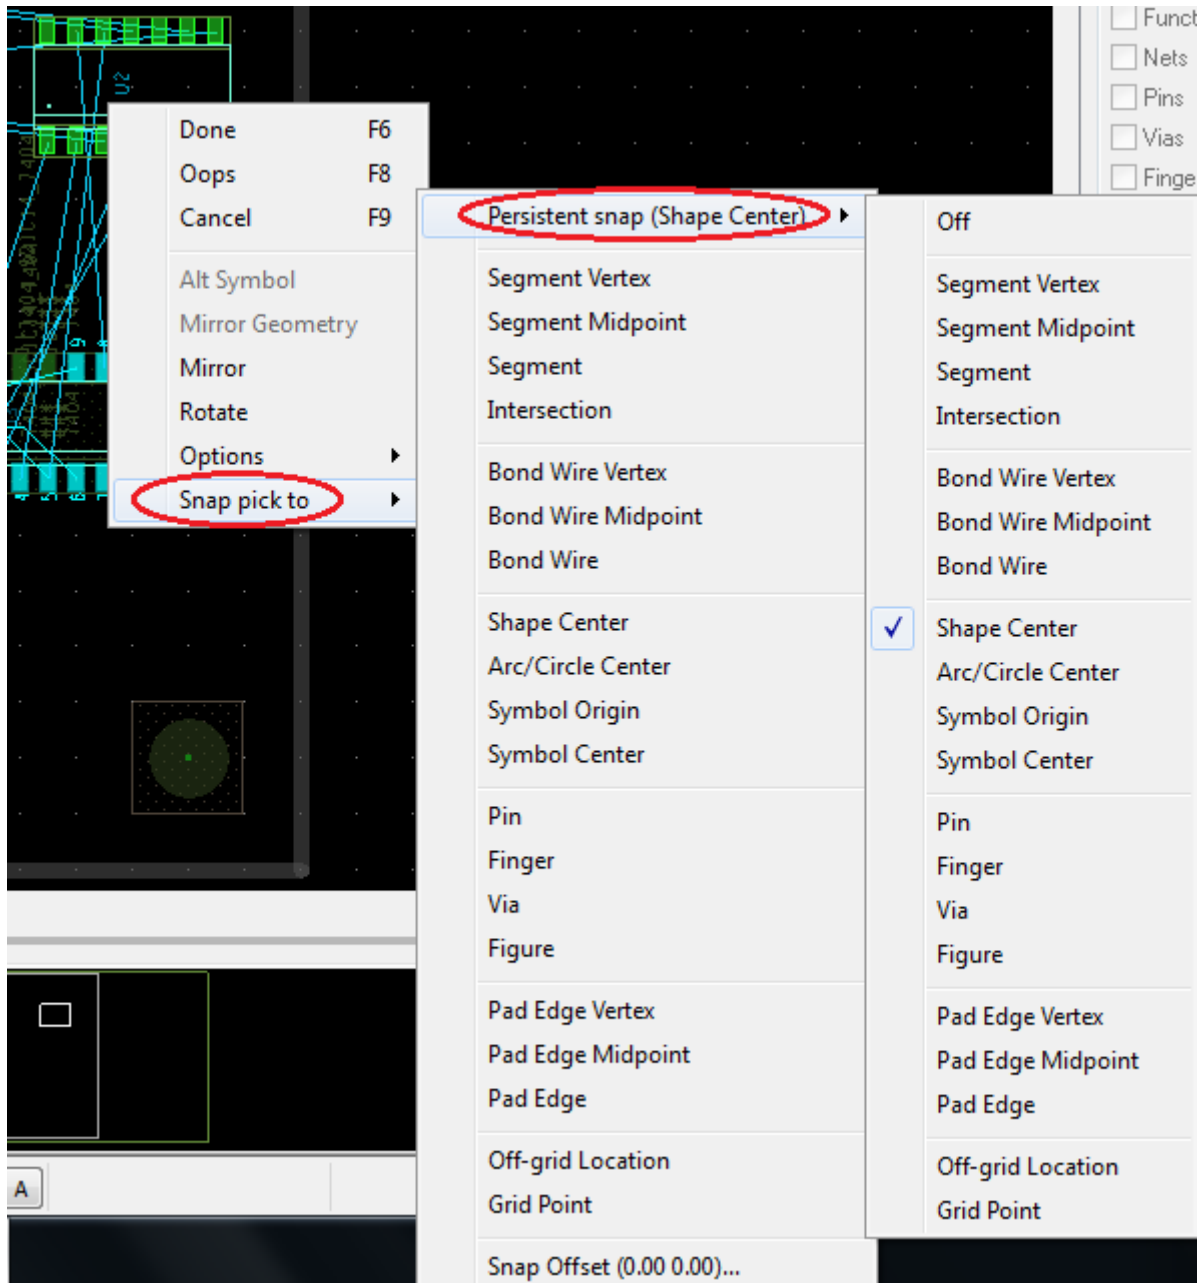 U2
Done F6
Oops F8
Cancel F9
Alt Symbol
Mirror Geometry
Mirror
Rotate
Options
Snap pick to
Persistent snap (Shape Center)
Segment Vertex
Segment Midpoint
Segment
Intersection
Bond Wire Vertex
Bond Wire Midpoint
Bond Wire
Shape Center
Arc/Circle Center
Symbol Origin
Symbol Center
Pin
Finger
Via
Figure
Pad Edge Vertex
Pad Edge Midpoint
Pad Edge
Off-grid Location
Grid Point
Snap Offset (0.00 0.00)...
Off
Segment Vertex
Segment Midpoint
Segment
Intersection
Bond Wire Vertex
Bond Wire Midpoint
Bond Wire
Shape Center
Arc/Circle Center
Symbol Origin
Symbol Center
Pin
Finger
Via
Figure
Pad Edge Vertex
Pad Edge Midpoint
Pad Edge
Off-grid Location
Grid Point
Funct
Nets
Pins
Vias
Finge
A